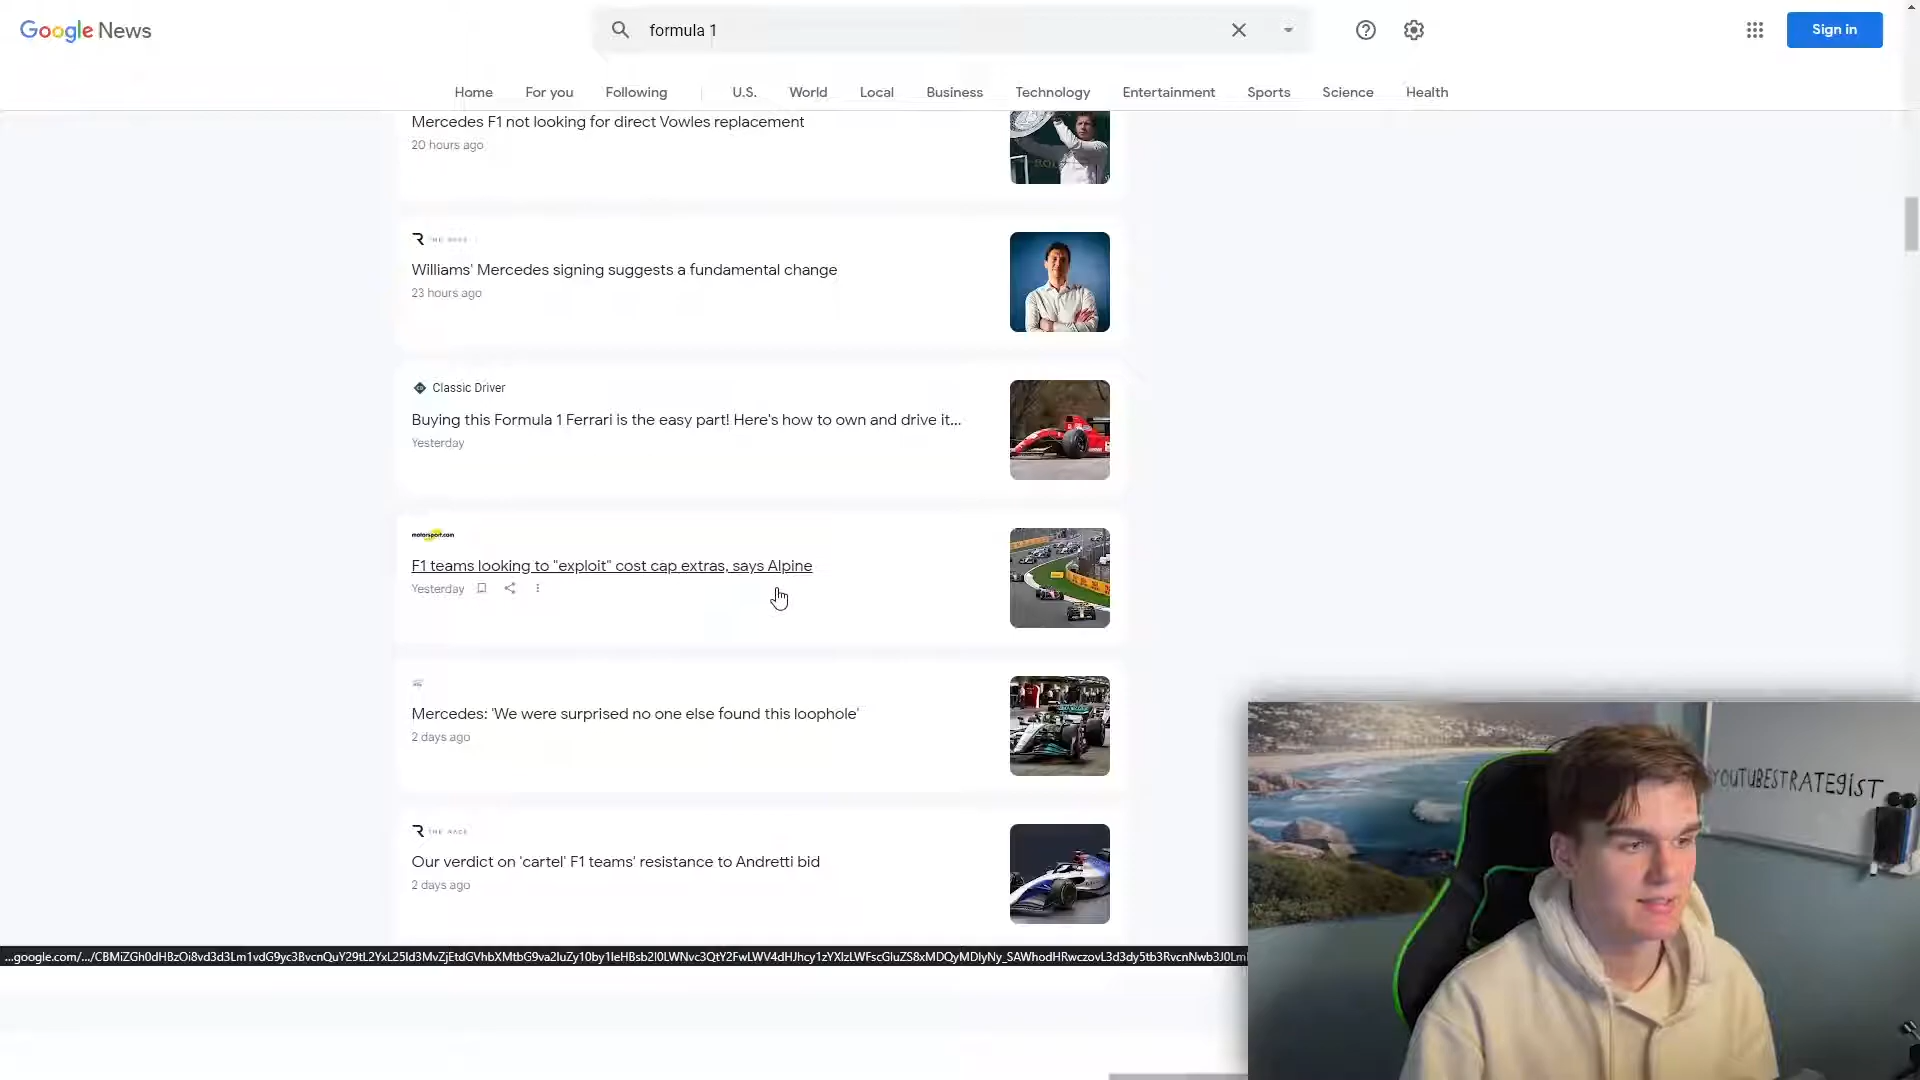 Google News
formula 1
Sign in
Home For you Following U.S. World Local Business Technology Entertainment Sports Science Health
Mercedes F1 not looking for direct Vowles replacement
20 hours ago
Williams' Mercedes signing suggests a fundamental change
23 hours ago
Classic Driver
Buying this Formula 1 Ferrari is the easy part! Here's how to own and drive it...
Yesterday
motorsport.com
F1 teams looking to "exploit" cost cap extras, says Alpine
Yesterday
Mercedes: 'We were surprised no one else found this loophole'
2 days ago
THE RACE
Our verdict on 'cartel' F1 teams' resistance to Andretti bid
2 days ago
YOUTUBESTRATEGIST